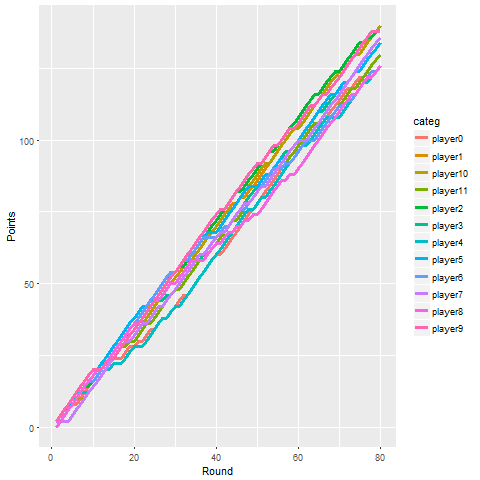 100
50
0
Points
0
20
40
60
80
Round
categ
player0
player1
player10
player11
player2
player3
player4
player5
player6
player7
player8
player9